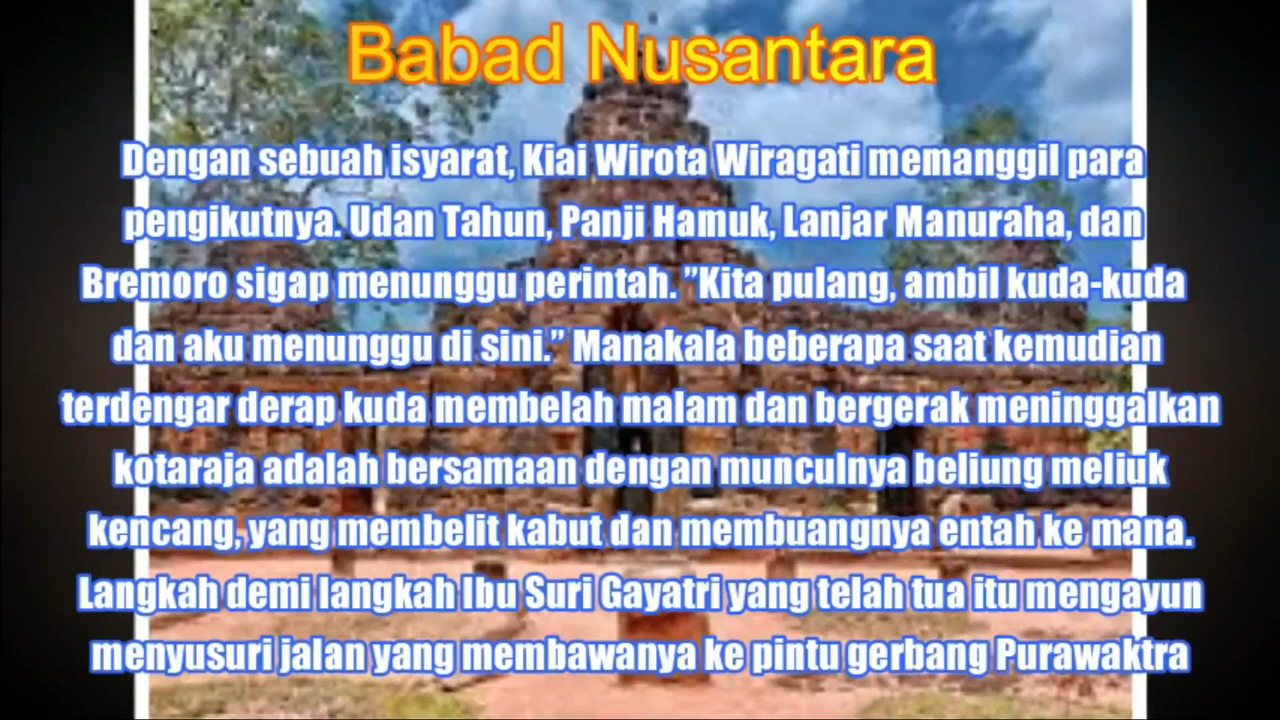 Babad Nusantara
Dengan sebuah isyarat, Kiai Wirota Wiragati memanggil para
pengikutnya. Udan Tahun, Panji Hamuk, Lanjar Manuraha, dan
Bremoro sigap menunggu perintah. ”Kita pulang, ambil kuda-kuda
dan aku menunggu di sini.” Manakala beberapa saat kemudian
terdengar derap kuda membelah malam dan bergerak meninggalkan
kotaraja adalah bersamaan dengan munculnya beliung meliuk
kencang, yang membelit kabut dan membuangnya entah ke mana.
Langkah demi langkah Ibu Suri Gayatri yang telah tua itu mengayun
menyusuri jalan yang membawanya ke pintu gerbang Purawaktra